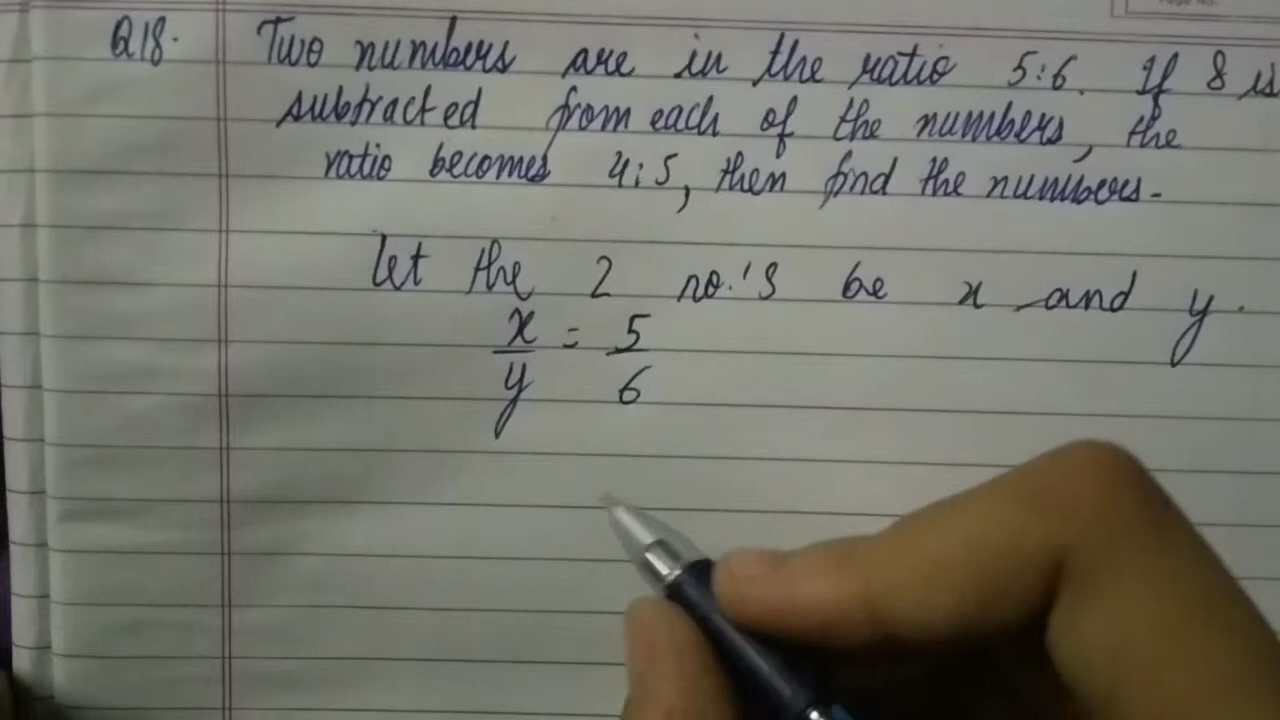 Q18. Two numbers are in the ratio 5:6. If 8 is
subtracted from each of the numbers, the
ratio becomes 4:5, then find the numbers.
Let the 2 no.'s be x and y.
x/y = 5/6